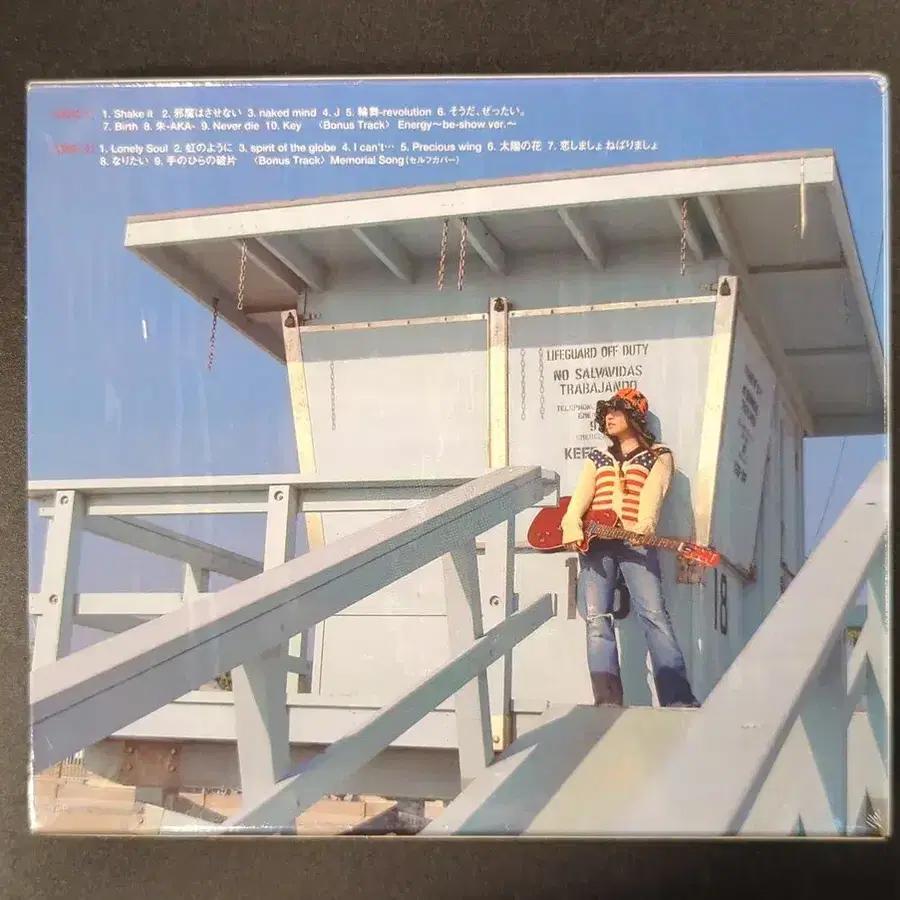 1. Shake it 2. 邪魔はさせない 3. naked mind 4. J 5. 輪舞-revolution 6. そうだ、ぜったい。
7. Birth 8. 朱-AKA- 9. Never die 10. Key 〈Bonus Track〉 Energy〜be-show ver.〜
1. Lonely Soul 2. 虹のように 3. spirit of the globe 4. I can't… 5. Precious wing 6. 太陽の花 7. 恋しましょ ねばりましょ
8. なりたい 9. 手のひらの破片 〈Bonus Track〉 Memorial Song (セルフカバー)
LIFEGUARD OFF DUTY
NO SALVAVIDAS
TRABAJANDO
KEEP
18